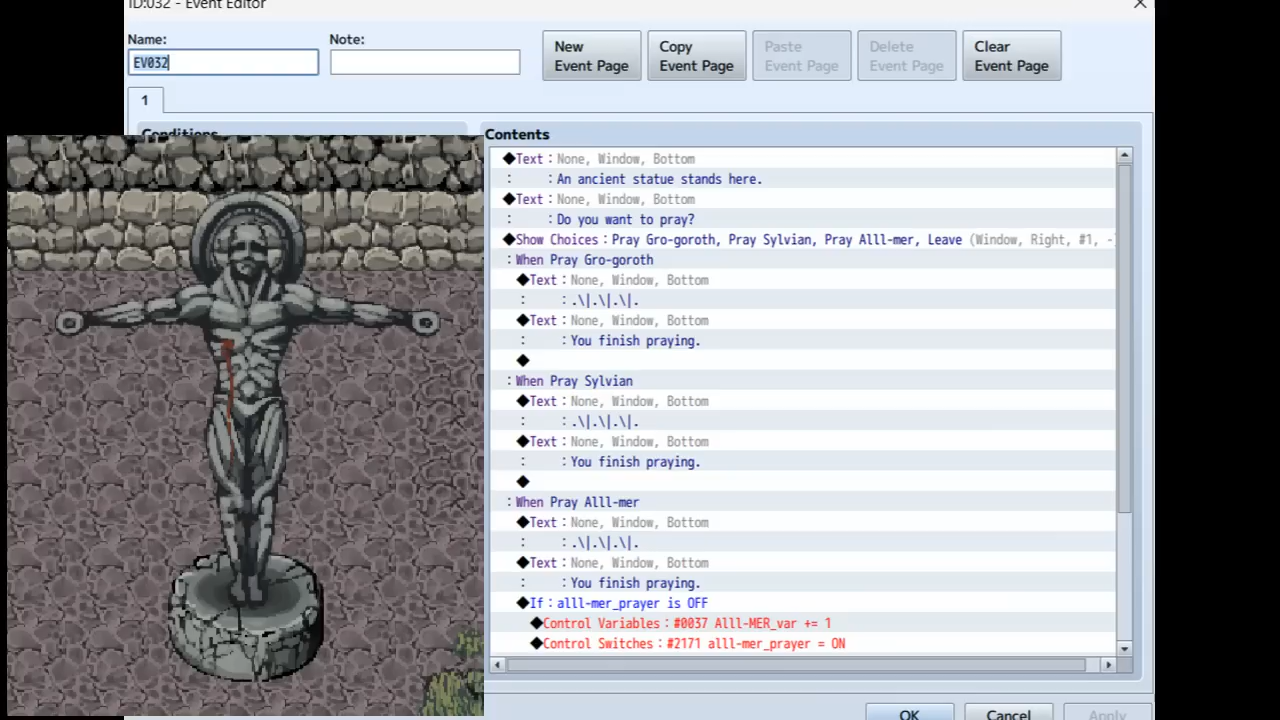 ID:032 - Event Editor
Name:
Note:
EV032
New
Event Page
Copy
Event Page
Paste
Event Page
Delete
Event Page
Clear
Event Page
1
Conditions
Contents
◆Text：None, Window, Bottom
:     :An ancient statue stands here.
◆Text：None, Window, Bottom
:     :Do you want to pray?
◆Show Choices：Pray Gro-goroth, Pray Sylvian, Pray Alll-mer, Leave (Window, Right, #1, -
:When Pray Gro-goroth
◆Text：None, Window, Bottom
:     :.\|.\|.\|.
◆Text：None, Window, Bottom
:     :You finish praying.
◆
:When Pray Sylvian
◆Text：None, Window, Bottom
:     :.\|.\|.\|.
◆Text：None, Window, Bottom
:     :You finish praying.
◆
:When Pray Alll-mer
◆Text：None, Window, Bottom
:     :.\|.\|.\|.
◆Text：None, Window, Bottom
:     :You finish praying.
◆If：alll-mer_prayer is OFF
◆Control Variables：#0037 Alll-MER_var += 1
◆Control Switches：#2171 alll-mer_prayer = ON
OK
Cancel
Apply